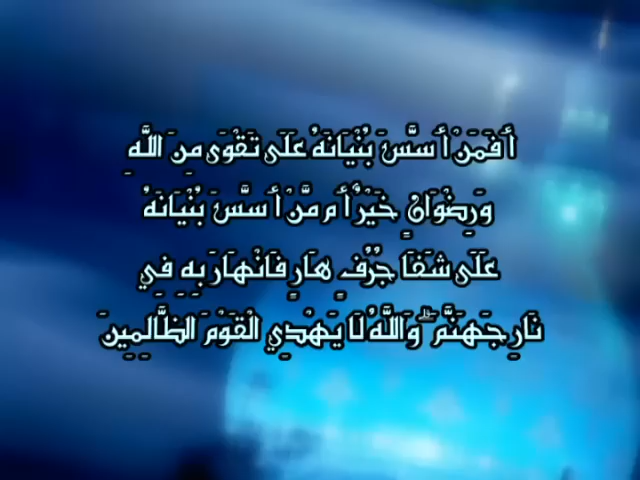 أَفَمَنْ أَسَّسَ بُنْيَانَهُ عَلَى تَقْوَى مِنَ اللَّهِ
وَرِضْوَانٍ خَيْرٌ أَم مَّنْ أَسَّسَ بُنْيَانَهُ
عَلَى شَفَا جُرُفٍ هَارٍ فَانْهَارَ بِهِ فِي
نَارِ جَهَنَّمَ ۗ وَاللَّهُ لَا يَهْدِي الْقَوْمَ الظَّالِمِينَ